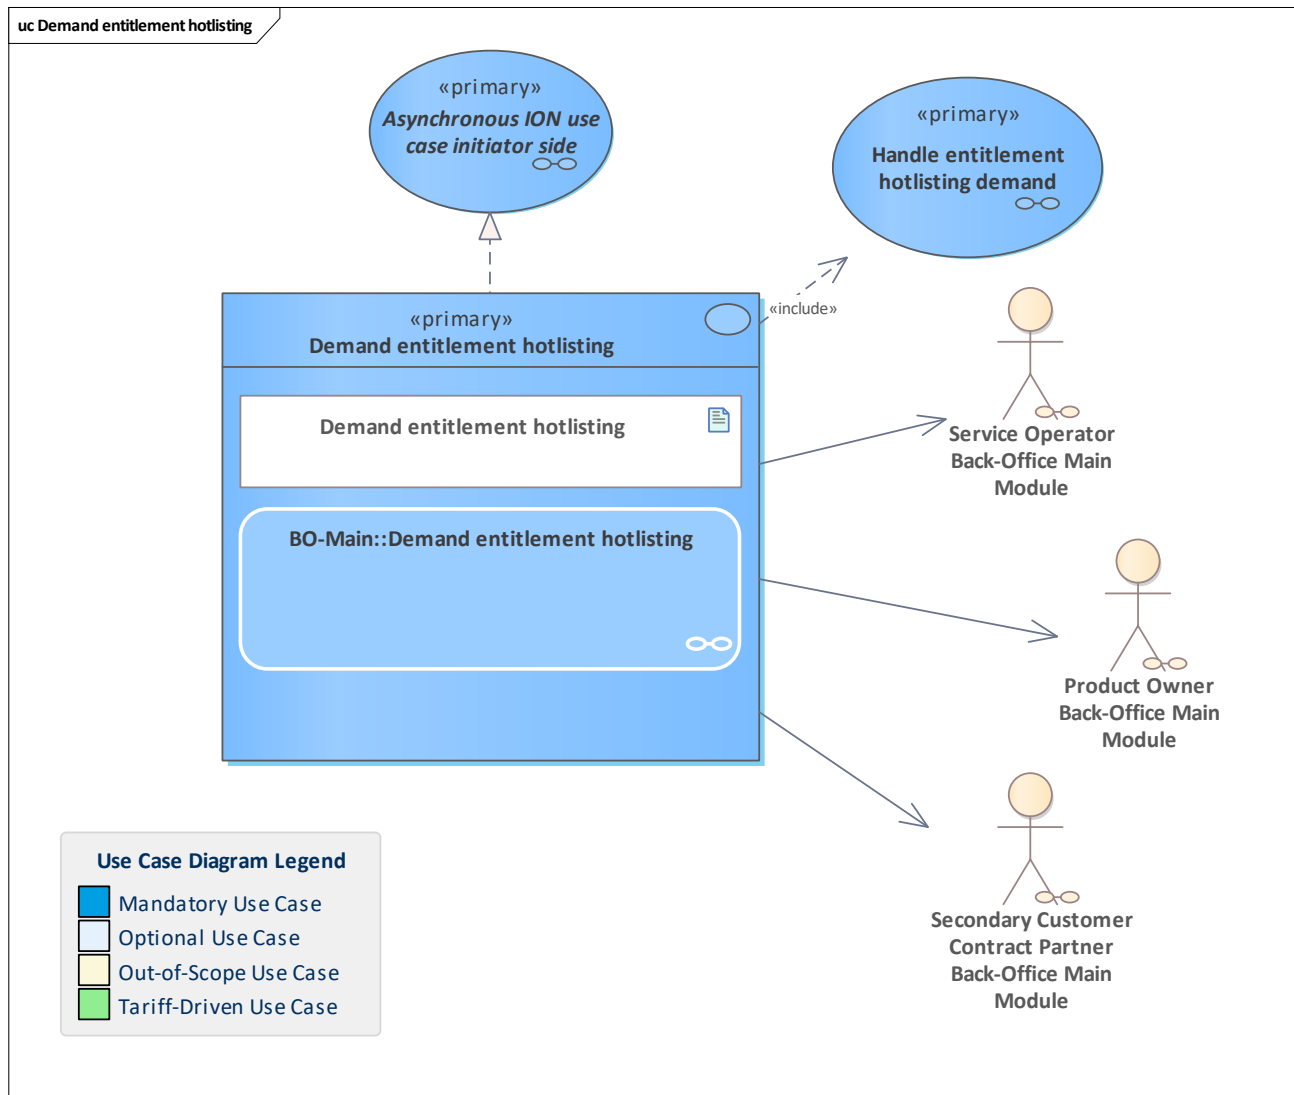 uc Demand entitlement hotlisting
«primary»
Asynchronous ION use
case initiator side
«primary»
Handle entitlement
hotlisting demand
«include»
«primary»
Demand entitlement hotlisting
Demand entitlement hotlisting
BO-Main::Demand entitlement hotlisting
Service Operator
Back-Office Main
Module
Product Owner
Back-Office Main
Module
Secondary Customer
Contract Partner
Back-Office Main
Module
Use Case Diagram Legend
Mandatory Use Case
Optional Use Case
Out-of-Scope Use Case
Tariff-Driven Use Case